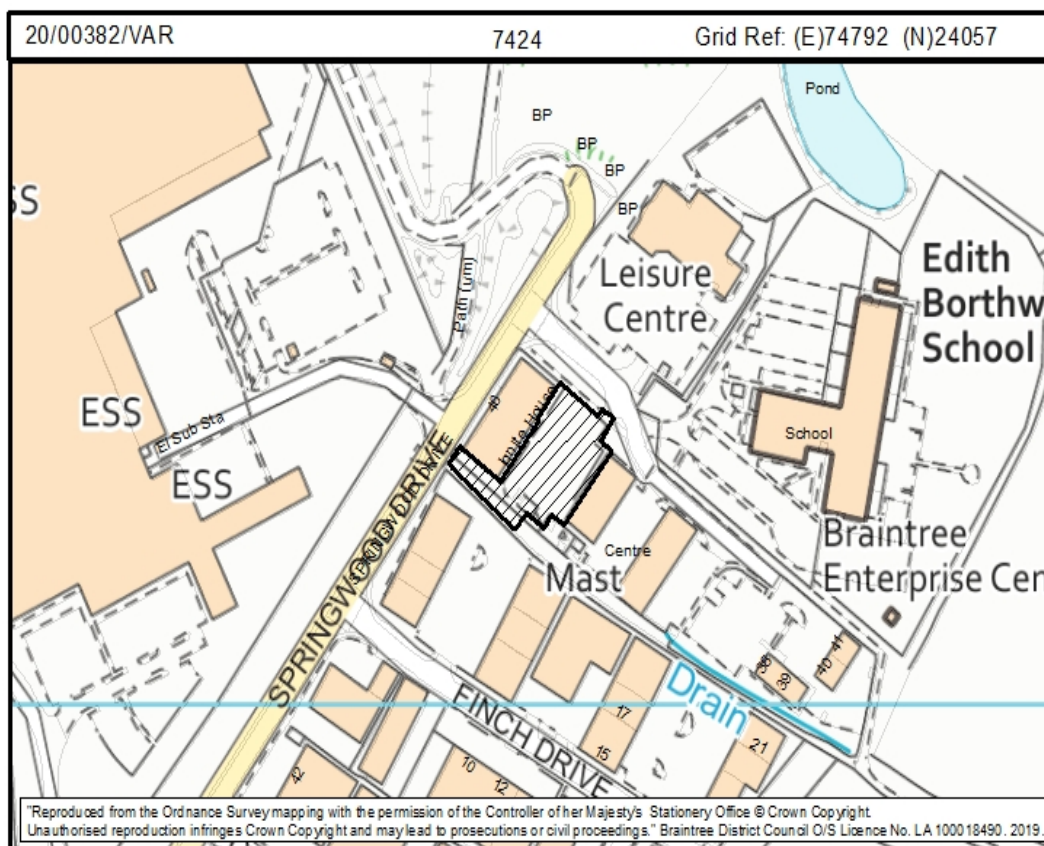 20/00382/VAR
7424
Grid Ref: (E)74792 (N)24057
Pond
BP
BP
BP
BP
SS
Leisure
Centre
Edith
Borthw
School
Path (um)
ESS
El Sub Sta
ESS
49
Ignite House
School
SPRINGWOOD DRIVE
SPRINGWOOD DRIVE
Centre
Mast
Braintree
Enterprise Cen
Drain
38
39
40
41
FINCH DRIVE
17
15
21
10
12
42
"Reproduced from the Ordnance Survey mapping with the permission of the Controller of her Majesty's Stationery Office © Crown Copyright.
Unauthorised reproduction infringes Crown Copyright and may lead to prosecutions or civil proceedings." Braintree District Council O/S Licence No. LA 100018490. 2019.